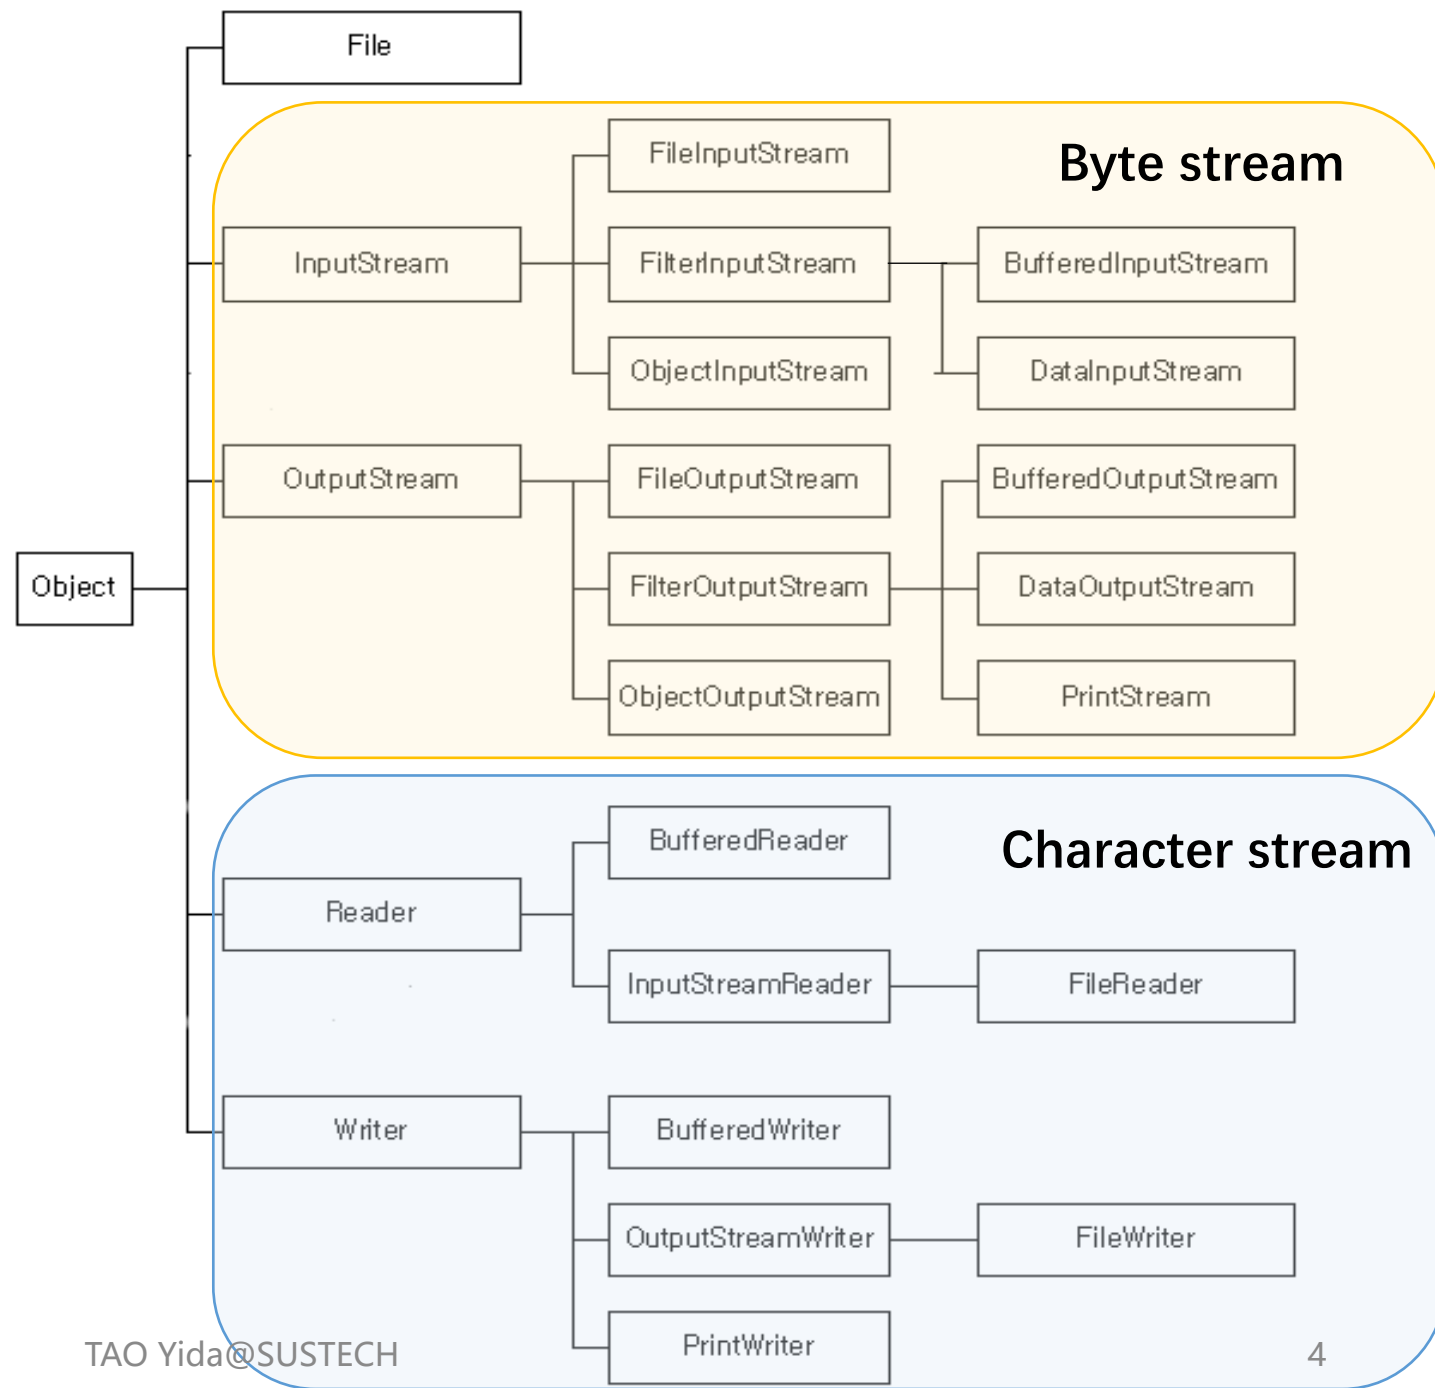 File
Byte stream
FileInputStream
InputStream
FilterInputStream
BufferedInputStream
ObjectInputStream
DataInputStream
OutputStream
FileOutputStream
BufferedOutputStream
Object
FilterOutputStream
DataOutputStream
ObjectOutputStream
PrintStream
Character stream
BufferedReader
Reader
InputStreamReader
FileReader
Writer
BufferedWriter
OutputStreamWriter
FileWriter
PrintWriter
TAO Yida@SUSTECH
4